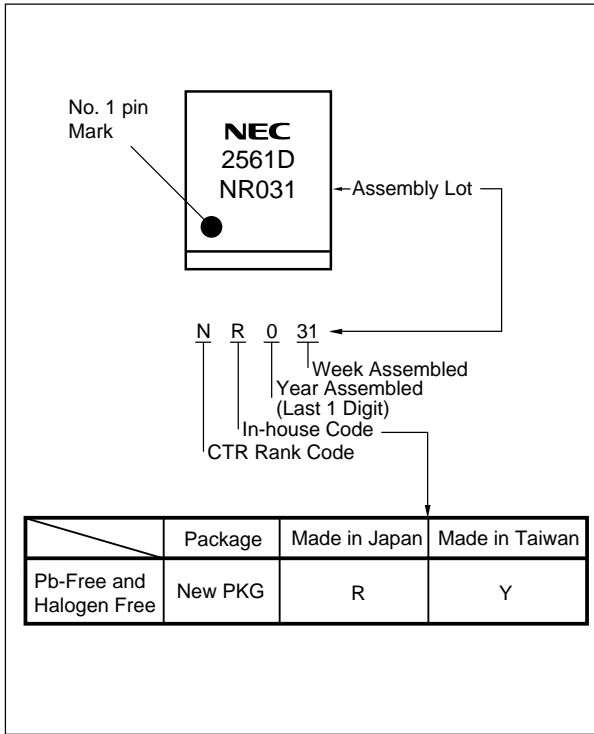 No. 1 pin
Mark
NEC
2561D
NR031
Assembly Lot
N R 0 31
Week Assembled
Year Assembled
(Last 1 Digit)
In-house Code
CTR Rank Code
Package Made in Japan Made in Taiwan
Pb-Free and
Halogen Free New PKG R Y